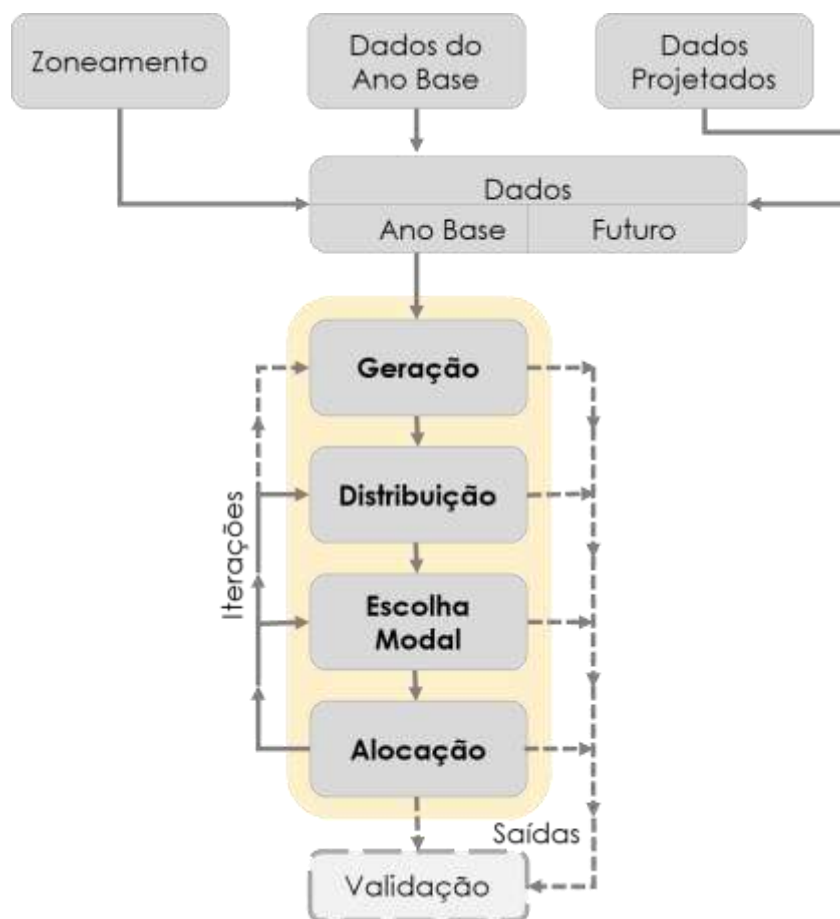 Zoneamento
Dados do
Ano Base
Dados
Projetados
Dados
Ano Base
Futuro
Geração
Distribuição
Iterações
Escolha
Modal
Alocação
Saídas
Validação